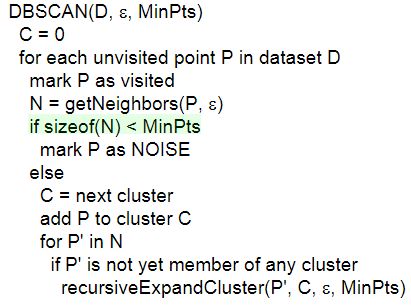 DBSCAN(D, ε, MinPts)
C = 0
for each unvisited point P in dataset D
mark P as visited
N = getNeighbors(P, ε)
if sizeof(N) < MinPts
mark P as NOISE
else
C = next cluster
add P to cluster C
for P' in N
if P' is not yet member of any cluster
recursiveExpandCluster(P', C, ε, MinPts)